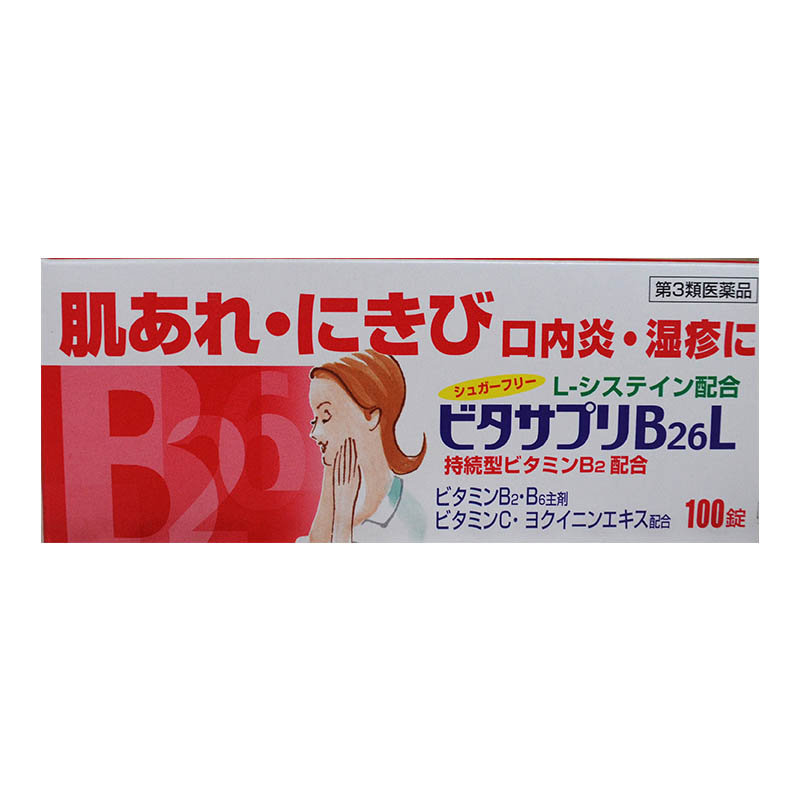 第3類医薬品
肌あれ・にきび 口内炎・湿疹に
シュガーフリー L-システイン配合
ビタサプリB26L
持続型ビタミンB2 配合
ビタミンB2・B6主剤
ビタミンC・ヨクイニンエキス配合 100錠
B26